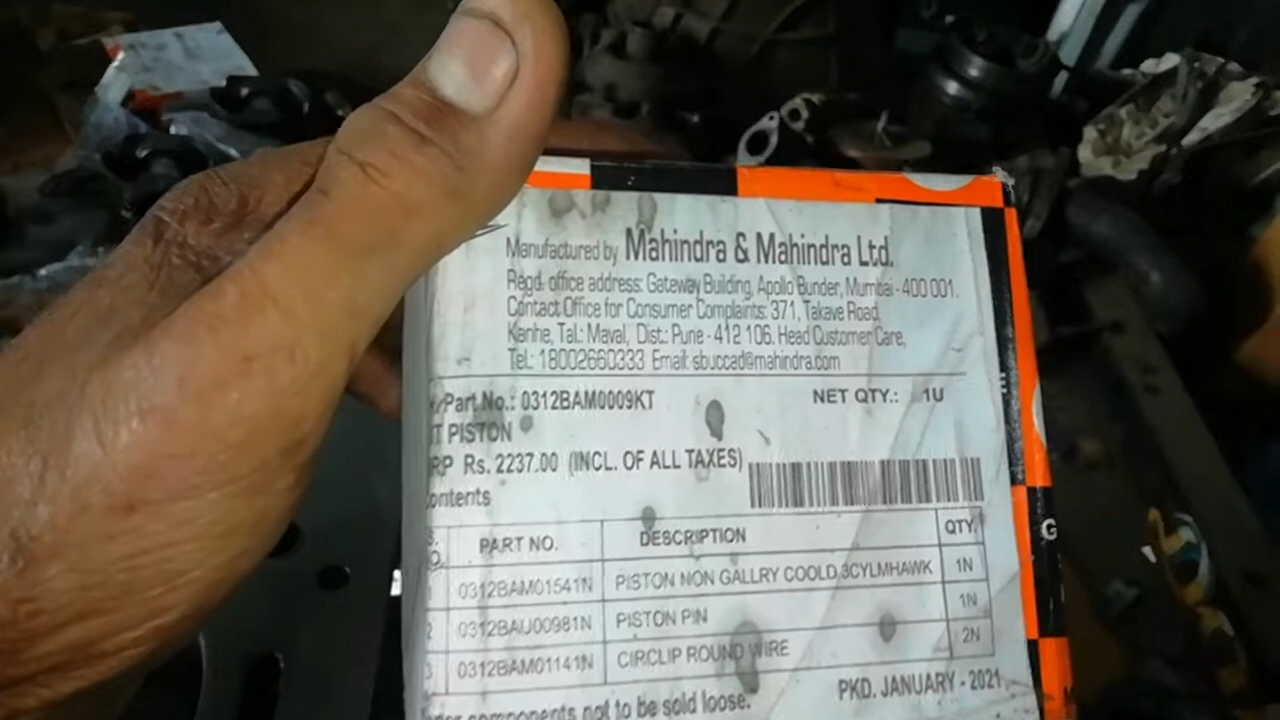 Manufactured by Mahindra & Mahindra Ltd.
Regd. office address: Gateway Building, Apollo Bunder, Mumbai - 400 001.
Contact Office for Consumer Complaints: 371, Takave Road,
Kanhe, Tal.: Maval, Dist.: Pune - 412 106. Head Customer Care,
Tel.: 18002660333 Email: sbuccad@mahindra.com
Part No.: 0312BAM0009KT NET QTY.: 1U
IT PISTON
RP Rs. 2237.00 (INCL. OF ALL TAXES)
ontents
PART NO. DESCRIPTION QTY.
0312BAM01541N PISTON NON GALLRY COOLD 3CYLMHAWK 1N
2 0312BAU00981N PISTON PIN 1N
3 0312BAM01141N CIRCLIP ROUND WIRE 2N
components not to be sold loose. PKD. JANUARY - 2021
G